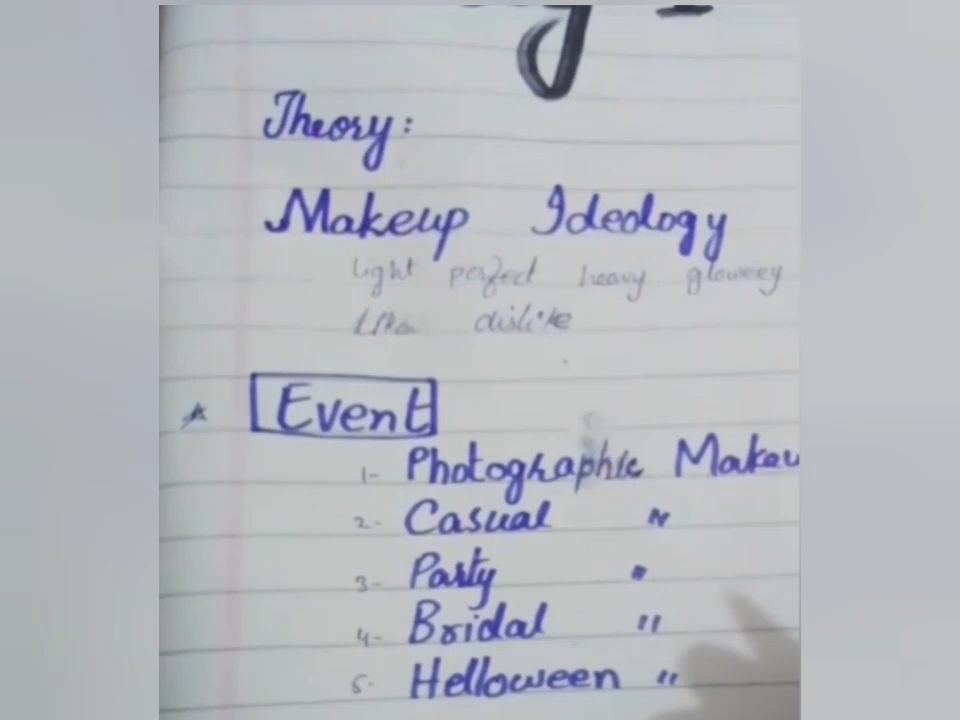 Theory:
Makeup Ideology
light perfect heavy gloweey
Like dislike
* Event
1- Photographic Makeu
2- Casual "
3- Party "
4- Bridal "
5- Helloween "